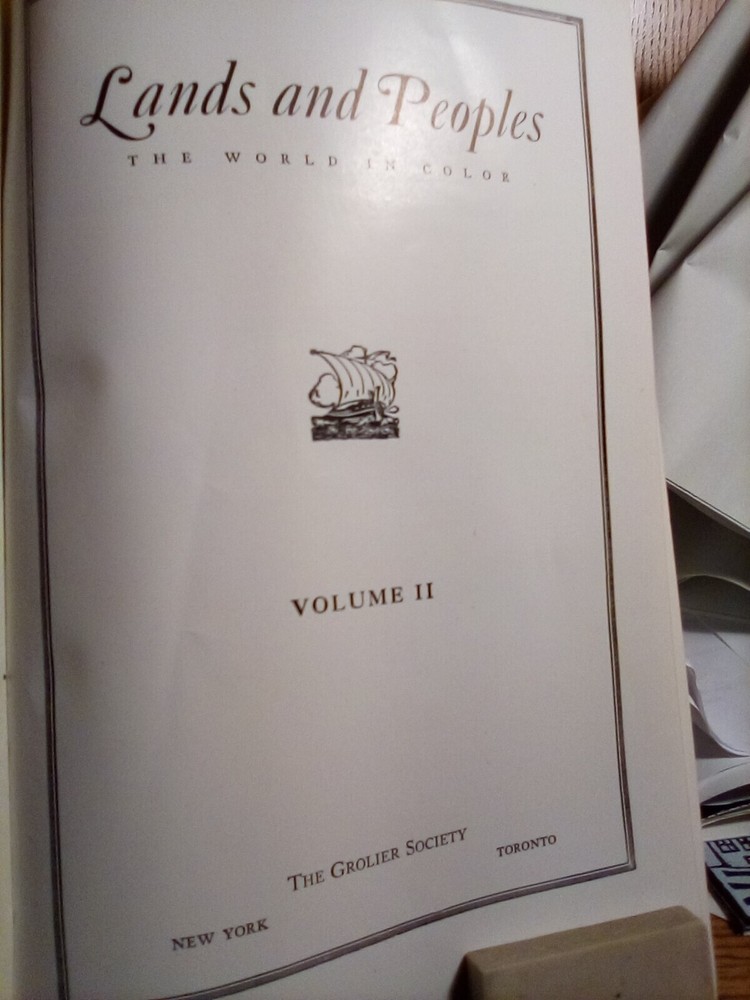 Lands and Peoples
THE WORLD IN COLOR
VOLUME II
THE GROLIER SOCIETY
NEW YORK TORONTO